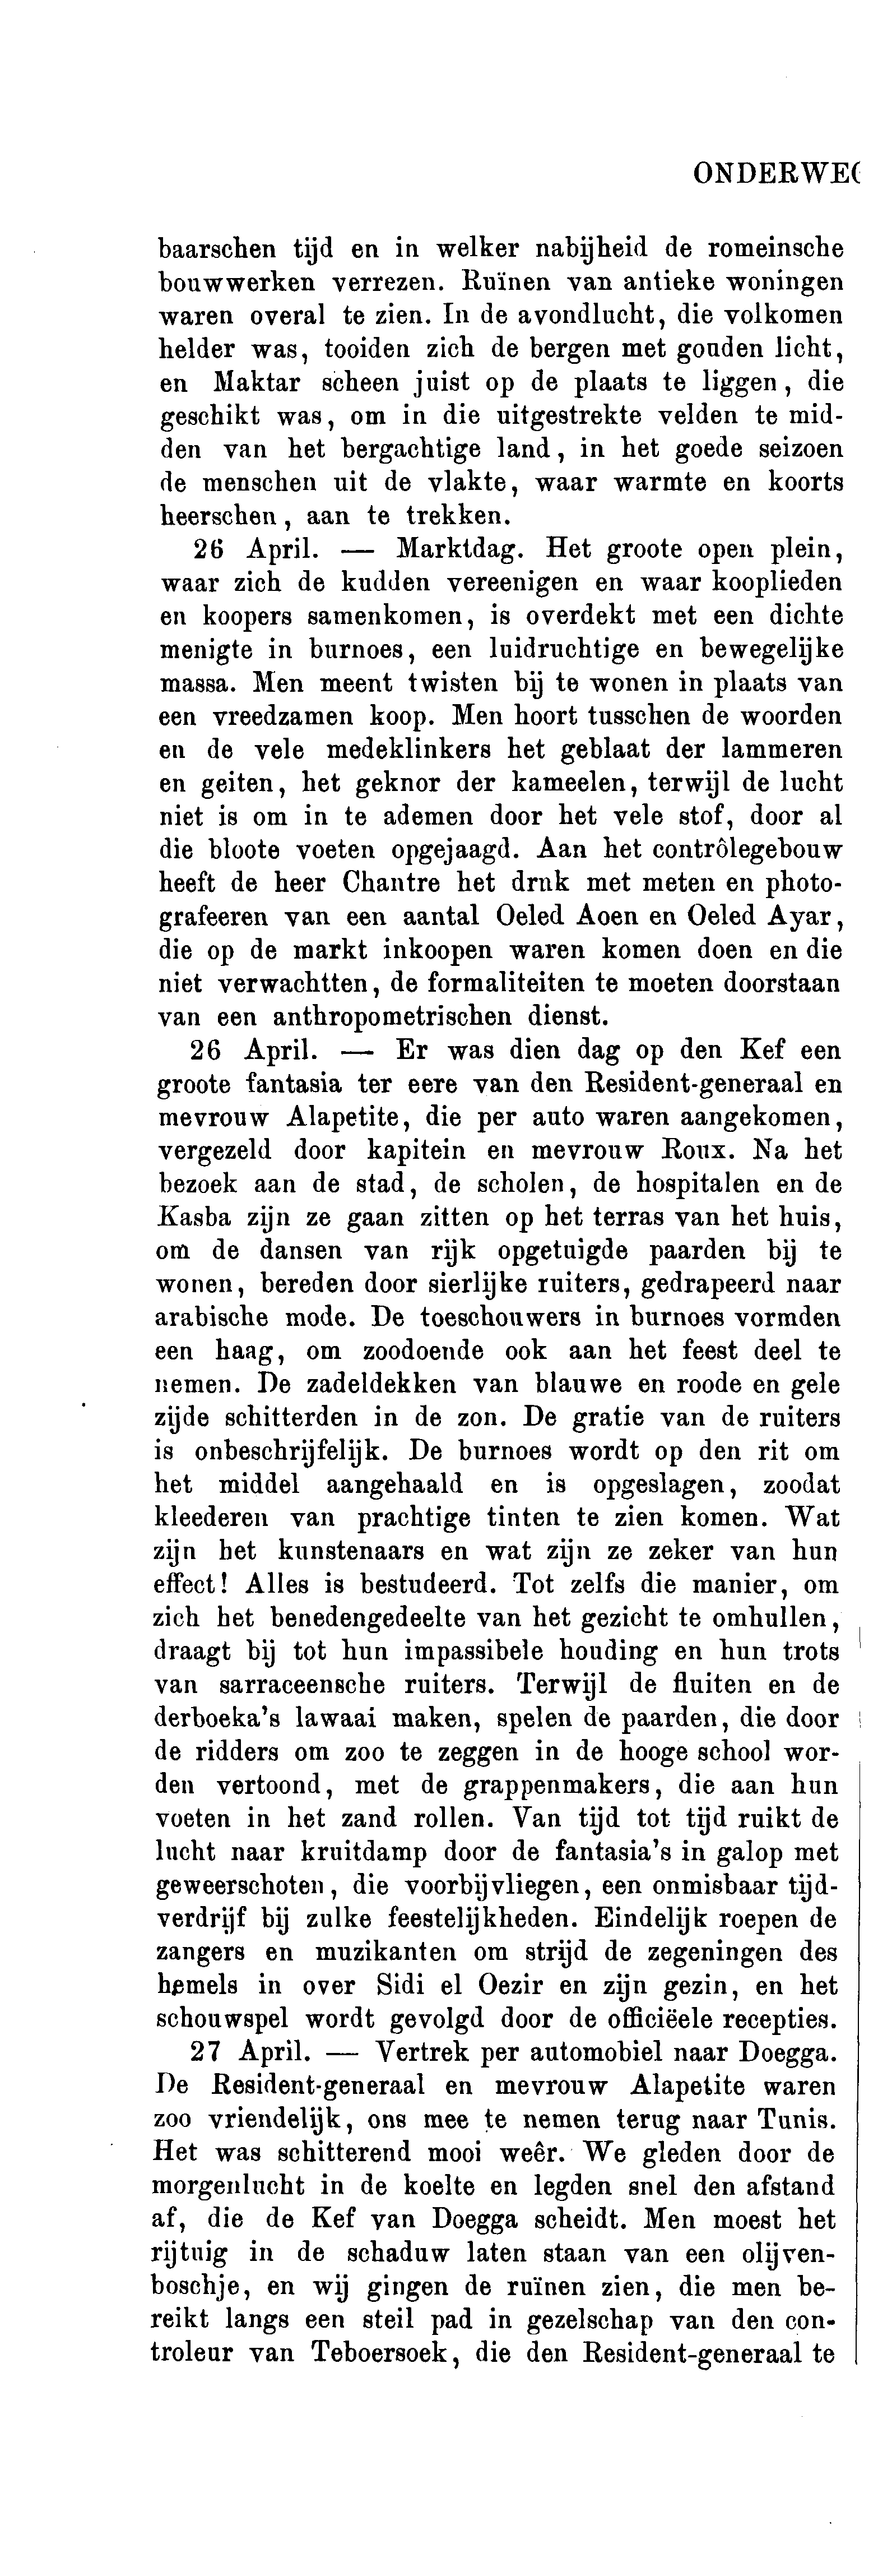 ONDERWEG
baarschen tijd en in welker nabijheid de romeinsche
bouwwerken verrezen. Ruïnen van antieke woningen
waren overal te zien. In de avondlucht, die volkomen
helder was, tooiden zich de bergen met gouden licht,
en Maktar scheen juist op de plaats te liggen, die
geschikt was, om in die uitgestrekte velden te mid-
den van het bergachtige land, in het goede seizoen
de menschen uit de vlakte, waar warmte en koorts
heerschen, aan te trekken.
26 April. — Marktdag. Het groote open plein,
waar zich de kudden vereenigen en waar kooplieden
en koopers samenkomen, is overdekt met een dichte
menigte in burnoes, een luidruchtige en bewegelijke
massa. Men meent twisten bij te wonen in plaats van
een vreedzamen koop. Men hoort tusschen de woorden
en de vele medeklinkers het geblaat der lammeren
en geiten, het geknor der kameelen, terwijl de lucht
niet is om in te ademen door het vele stof, door al
die bloote voeten opgejaagd. Aan het contrôlegebouw
heeft de heer Chantre het druk met meten en photo-
grafeeren van een aantal Oeled Aoen en Oeled Ayar,
die op de markt inkoopen waren komen doen en die
niet verwachtten, de formaliteiten te moeten doorstaan
van een anthropometrischen dienst.
26 April. — Er was dien dag op den Kef een
groote fantasia ter eere van den Resident-generaal en
mevrouw Alapetite, die per auto waren aangekomen,
vergezeld door kapitein en mevrouw Roux. Na het
bezoek aan de stad, de scholen, de hospitalen en de
Kasba zijn ze gaan zitten op het terras van het huis,
om de dansen van rijk opgetuigde paarden bij te
wonen, bereden door sierlijke ruiters, gedrapeerd naar
arabische mode. De toeschouwers in burnoes vormden
een haag, om zoodoende ook aan het feest deel te
nemen. De zadeldekken van blauwe en roode en gele
zijde schitterden in de zon. De gratie van de ruiters
is onbeschrijfelijk. De burnoes wordt op den rit om
het middel aangehaald en is opgeslagen, zoodat
kleederen van prachtige tinten te zien komen. Wat
zijn het kunstenaars en wat zijn ze zeker van hun
effect! Alles is bestudeerd. Tot zelfs die manier, om
zich het benedengedeelte van het gezicht te omhullen,
draagt bij tot hun impassibele houding en hun trots
van sarraceensche ruiters. Terwijl de fluiten en de
derboeka's lawaai maken, spelen de paarden, die door
de ridders om zoo te zeggen in de hooge school wor-
den vertoond, met de grappenmakers, die aan hun
voeten in het zand rollen. Van tijd tot tijd ruikt de
lucht naar kruitdamp door de fantasia's in galop met
geweerschoten, die voorbijvliegen, een onmisbaar tijd-
verdrijf bij zulke feestelijkheden. Eindelijk roepen de
zangers en muzikanten om strijd de zegeningen des
hemels in over Sidi el Oezir en zijn gezin, en het
schouwspel wordt gevolgd door de officiëele recepties.
27 April. — Vertrek per automobiel naar Doegga.
De Resident-generaal en mevrouw Alapetite waren
zoo vriendelijk, ons mee te nemen terug naar Tunis.
Het was schitterend mooi weêr. We gleden door de
morgenlucht in de koelte en legden snel den afstand
af, die de Kef van Doegga scheidt. Men moest het
rijtuig in de schaduw laten staan van een olijven-
boschje, en wij gingen de ruïnen zien, die men be-
reikt langs een steil pad in gezelschap van den con-
troleur van Teboersoek, die den Resident-generaal te